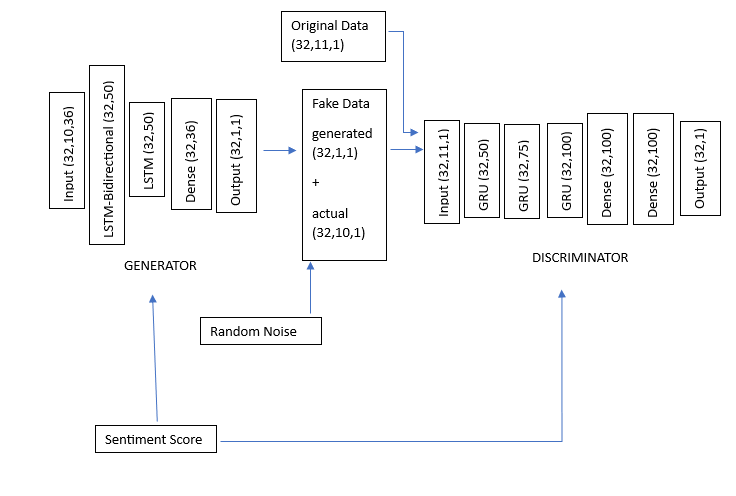 Original Data
(32,11,1)
Input (32,10,36)
LSTM-Bidirectional (32,50)
LSTM (32,50)
Dense (32,36)
Output (32,1,1)
Fake Data
generated
(32,1,1)
+
actual
(32,10,1)
Input (32,11,1)
GRU (32,50)
GRU (32,75)
GRU (32,100)
Dense (32,100)
Dense (32,100)
Output (32,1)
GENERATOR
DISCRIMINATOR
Random Noise
Sentiment Score